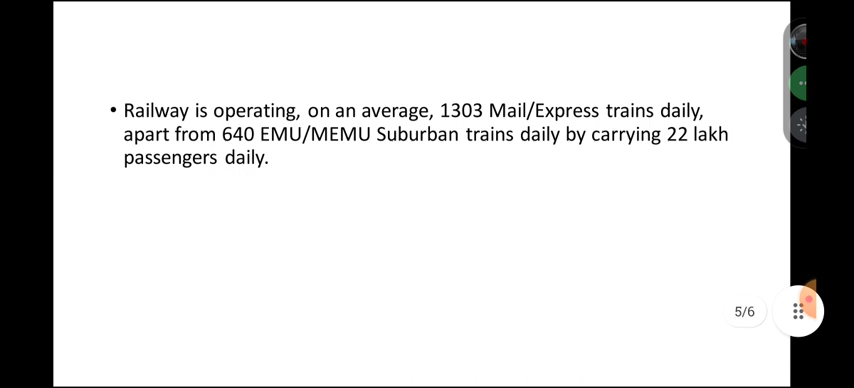 • Railway is operating, on an average, 1303 Mail/Express trains daily,
apart from 640 EMU/MEMU Suburban trains daily by carrying 22 lakh
passengers daily.
5/6